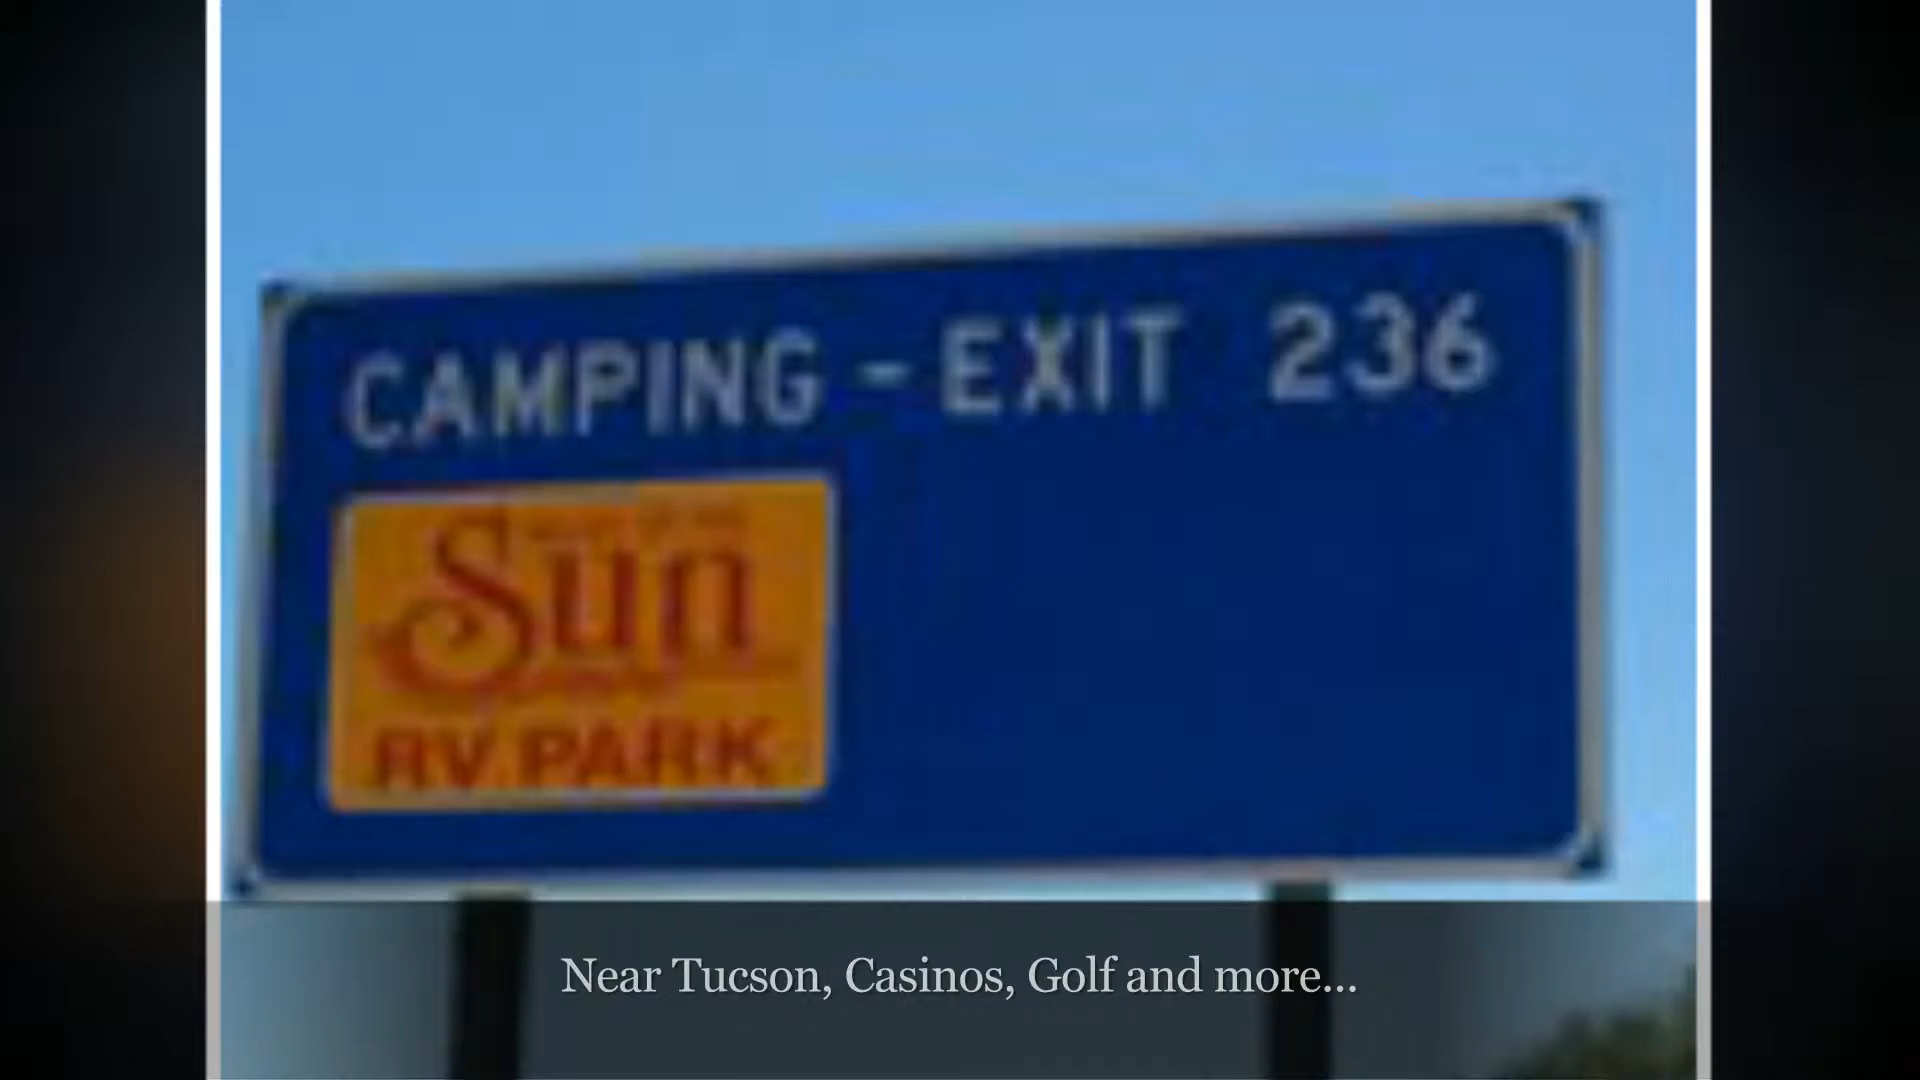 CAMPING - EXIT 236
Sun
RV PARK
Near Tucson, Casinos, Golf and more...